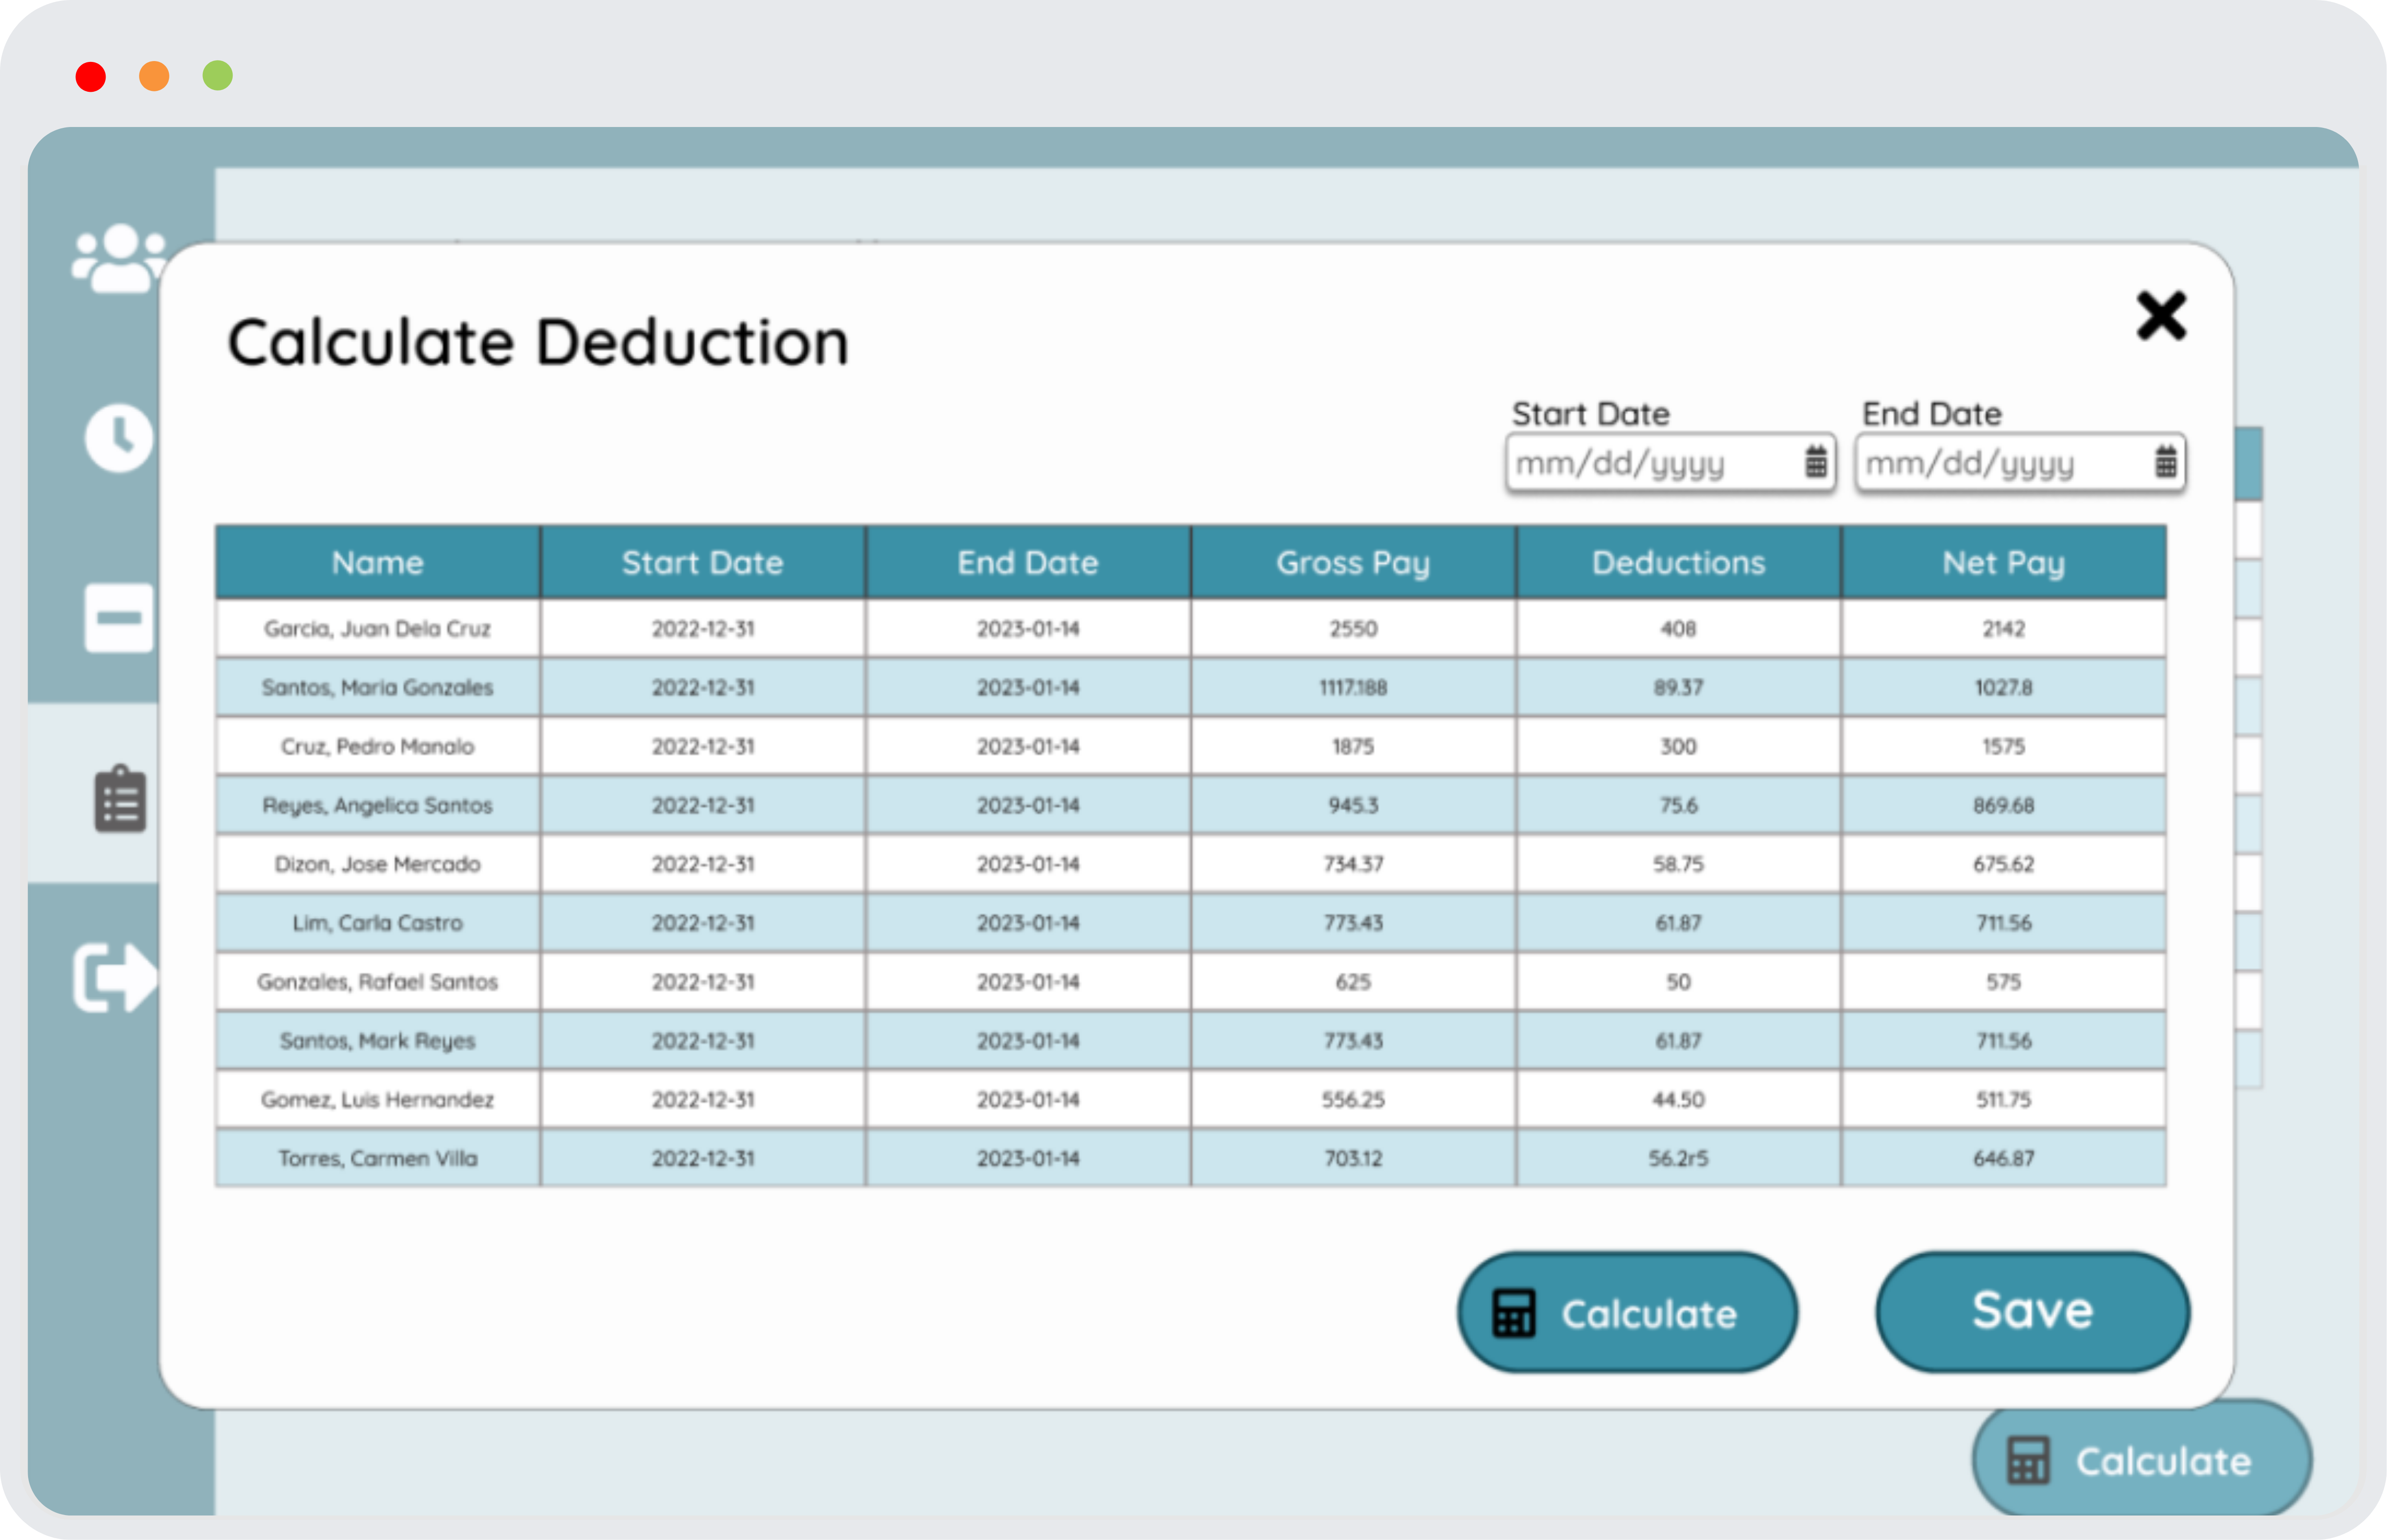 Calculate Deduction
Start Date End Date
mm/dd/yyyy mm/dd/yyyy
Name Start Date End Date Gross Pay Deductions Net Pay
Garcia, Juan Dela Cruz 2022-12-31 2023-01-14 2550 408 2142
Santos, Maria Gonzales 2022-12-31 2023-01-14 1117.188 89.37 1027.8
Cruz, Pedro Manalo 2022-12-31 2023-01-14 1875 300 1575
Reyes, Angelica Santos 2022-12-31 2023-01-14 945.3 75.6 869.68
Dizon, Jose Mercado 2022-12-31 2023-01-14 734.37 58.75 675.62
Lim, Carla Castro 2022-12-31 2023-01-14 773.43 61.87 711.56
Gonzales, Rafael Santos 2022-12-31 2023-01-14 625 50 575
Santos, Mark Reyes 2022-12-31 2023-01-14 773.43 61.87 711.56
Gomez, Luis Hernandez 2022-12-31 2023-01-14 556.25 44.50 511.75
Torres, Carmen Villa 2022-12-31 2023-01-14 703.12 56.2r5 646.87
Calculate Save
Calculate